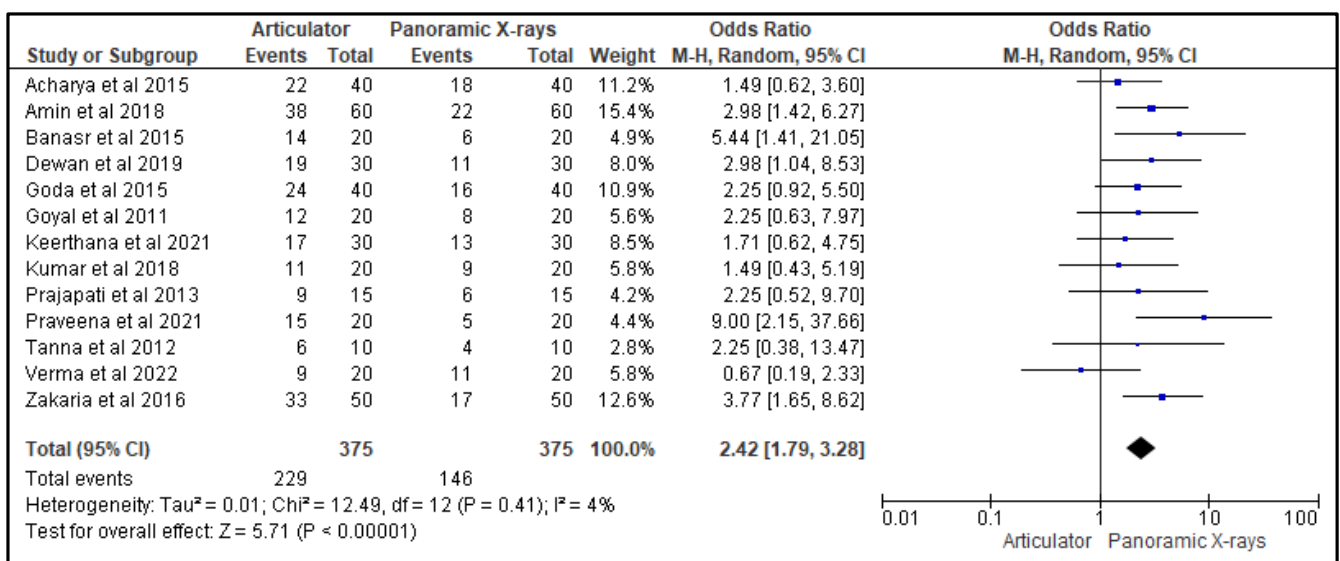 Articulator Panoramic X-rays Odds Ratio Odds Ratio
Study or Subgroup Events Total Events Total Weight M-H, Random, 95% CI M-H, Random, 95% CI
Acharya et al 2015 22 40 18 40 11.2% 1.49 [0.62, 3.60]
Amin et al 2018 38 60 22 60 15.4% 2.98 [1.42, 6.27]
Banasr et al 2015 14 20 6 20 4.9% 5.44 [1.41, 21.05]
Dewan et al 2019 19 30 11 30 8.0% 2.98 [1.04, 8.53]
Goda et al 2015 24 40 16 40 10.9% 2.25 [0.92, 5.50]
Goyal et al 2011 12 20 8 20 5.6% 2.25 [0.63, 7.97]
Keerthana et al 2021 17 30 13 30 8.5% 1.71 [0.62, 4.75]
Kumar et al 2018 11 20 9 20 5.8% 1.49 [0.43, 5.19]
Prajapati et al 2013 9 15 6 15 4.2% 2.25 [0.52, 9.70]
Praveena et al 2021 15 20 5 20 4.4% 9.00 [2.15, 37.66]
Tanna et al 2012 6 10 4 10 2.8% 2.25 [0.38, 13.47]
Verma et al 2022 9 20 11 20 5.8% 0.67 [0.19, 2.33]
Zakaria et al 2016 33 50 17 50 12.6% 3.77 [1.65, 8.62]
Total (95% CI) 375 375 100.0% 2.42 [1.79, 3.28]
Total events 229 146
Heterogeneity: Tau² = 0.01; Chi² = 12.49, df = 12 (P = 0.41); I² = 4%
Test for overall effect: Z = 5.71 (P < 0.00001)
0.01 0.1 1 10 100
Articulator Panoramic X-rays